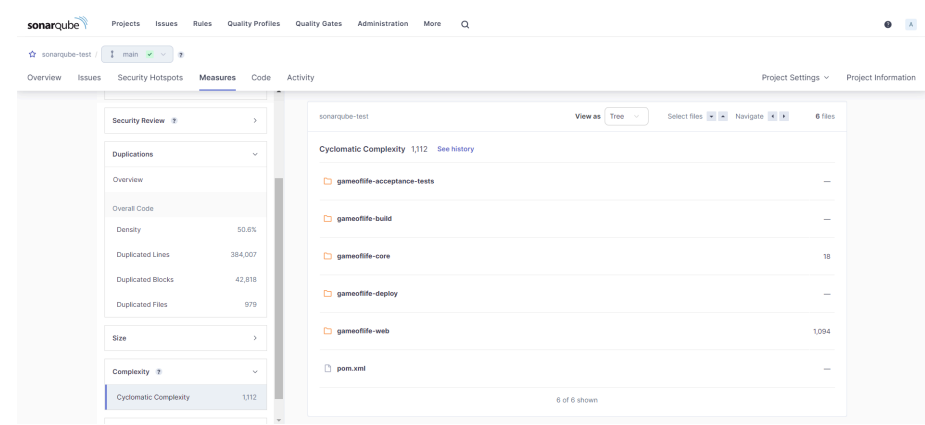 sonarqube
Projects Issues Rules Quality Profiles Quality Gates Administration More
A
sonarqube-test / main
Overview Issues Security Hotspots Measures Code Activity Project Settings Project Information
Security Review ?
Duplications
Overview
Overall Code
Density 50.6%
Duplicated Lines 384,007
Duplicated Blocks 42,818
Duplicated Files 979
Size
Complexity ?
Cyclomatic Complexity 1,112
sonarqube-test View as Tree Select files Navigate 6 files
Cyclomatic Complexity 1,112 See history
gameoflife-acceptance-tests —
gameoflife-build —
gameoflife-core 18
gameoflife-deploy —
gameoflife-web 1,094
pom.xml —
6 of 6 shown